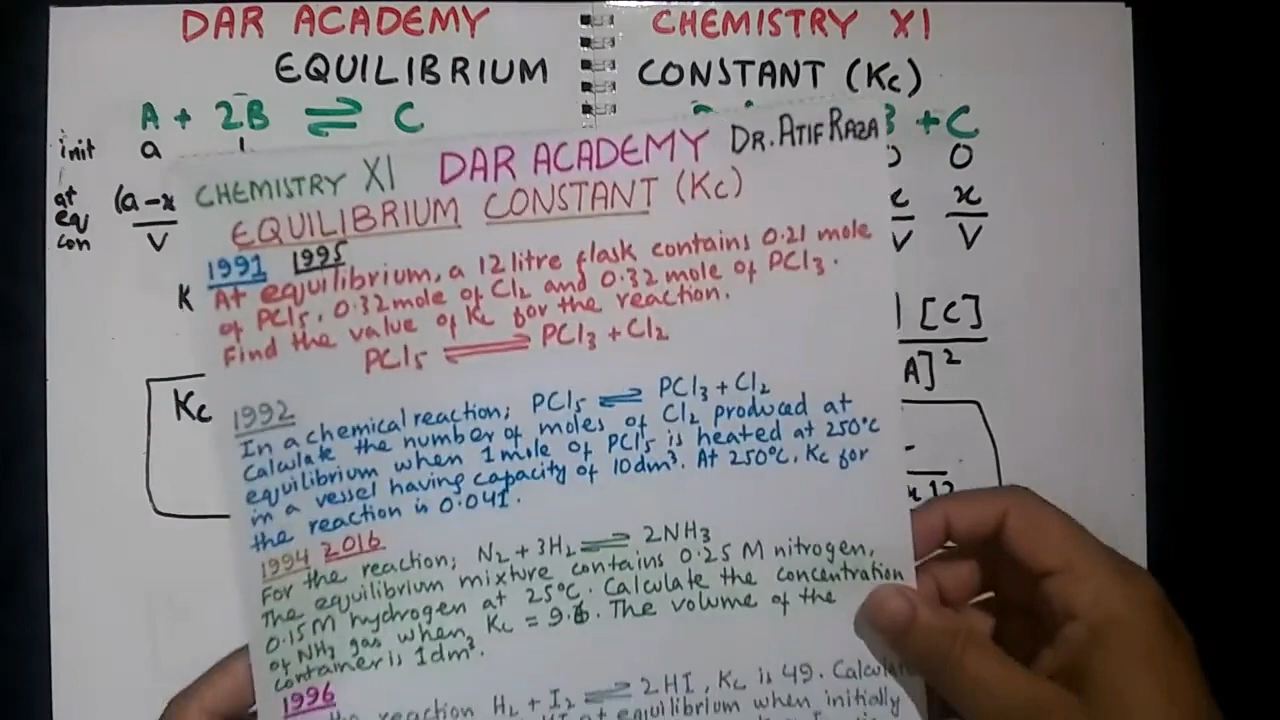 DAR ACADEMY CHEMISTRY XI
EQUILIBRIUM CONSTANT (Kc)
A + 2B ⇌ C
+ C
init a
0
at eq con (a-x
V
x
V
V
K
[C]
A]²
Kc
CHEMISTRY XI DAR ACADEMY DR. ATIF RAZA
EQUILIBRIUM CONSTANT (Kc)
1991 1995
At equilibrium, a 12 litre flask contains 0.21 mole
of PCl5, 0.32 mole of Cl2 and 0.32 mole of PCl3.
Find the value of Kc for the reaction.
PCl5 ⇌ PCl3 + Cl2
1992
In a chemical reaction; PCl5 ⇌ PCl3 + Cl2
Calculate the number of moles of Cl2 produced at
equilibrium when 1 mole of PCl5 is heated at 250°C
in a vessel having capacity of 10dm³. At 250°C, Kc for
the reaction is 0.041.
1994 2016
For the reaction; N2 + 3H2 ⇌ 2NH3
The equilibrium mixture contains 0.25 M nitrogen,
0.15M hydrogen at 25°C. Calculate the concentration
of NH3 gas when, Kc = 9.6. The volume of the
container is 1dm³.
1996
reaction H2 + I2 ⇌ 2HI, Kc is 49.
at equilibrium when initially